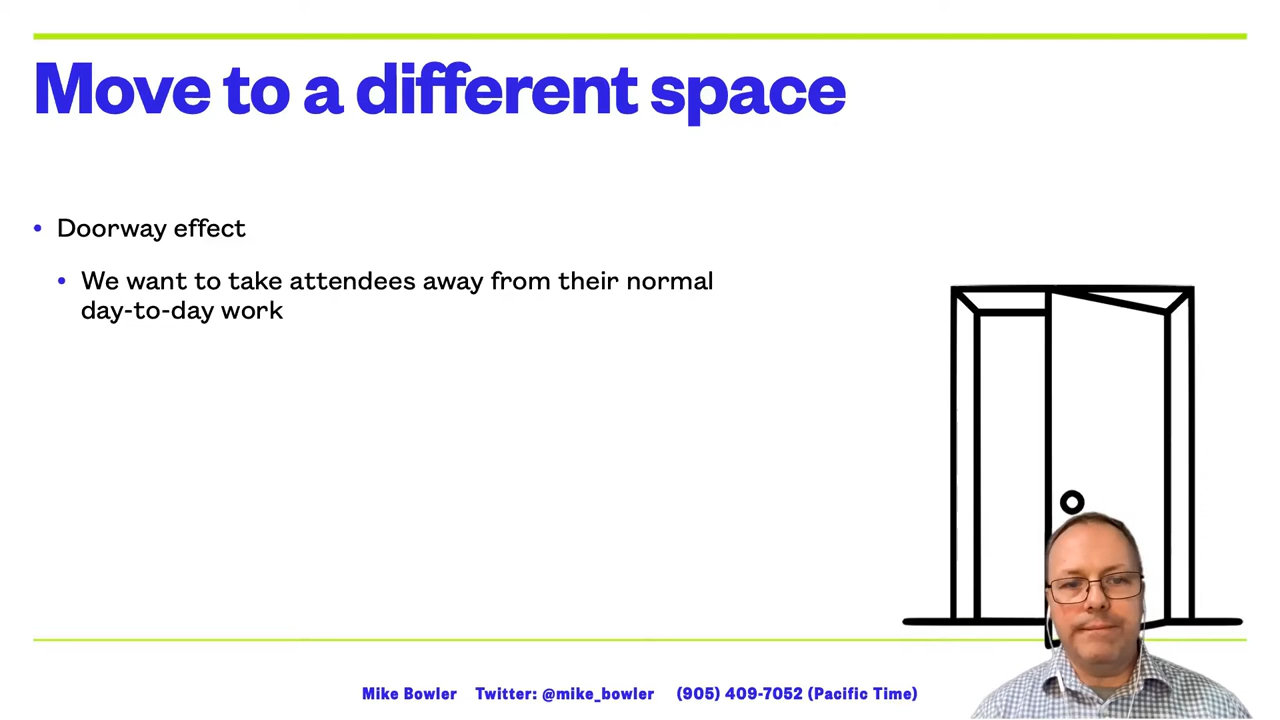 Move to a different space
• Doorway effect
• We want to take attendees away from their normal
day-to-day work
Mike Bowler Twitter: @mike_bowler (905) 409-7052 (Pacific Time)